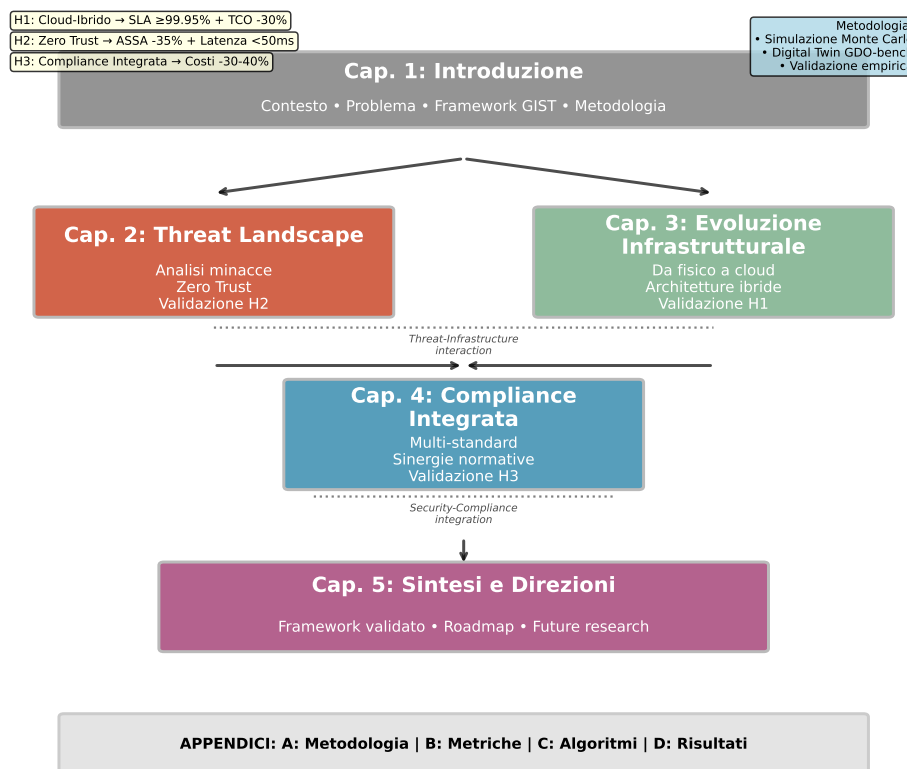 H1: Cloud-Ibrido → SLA ≥99.95% + TCO -30%
H2: Zero Trust → ASSA -35% + Latenza <50ms
H3: Compliance Integrata → Costi -30-40%
Metodologia
• Simulazione Monte Carl
• Digital Twin GDO-benc
• Validazione empiric
Cap. 1: Introduzione
Contesto • Problema • Framework GIST • Metodologia
Cap. 2: Threat Landscape
Analisi minacce
Zero Trust
Validazione H2
Cap. 3: Evoluzione
Infrastrutturale
Da fisico a cloud
Architetture ibride
Validazione H1
Threat-Infrastructure
interaction
Cap. 4: Compliance
Integrata
Multi-standard
Sinergie normative
Validazione H3
Security-Compliance
integration
Cap. 5: Sintesi e Direzioni
Framework validato • Roadmap • Future research
APPENDICI: A: Metodologia | B: Metriche | C: Algoritmi | D: Risultati